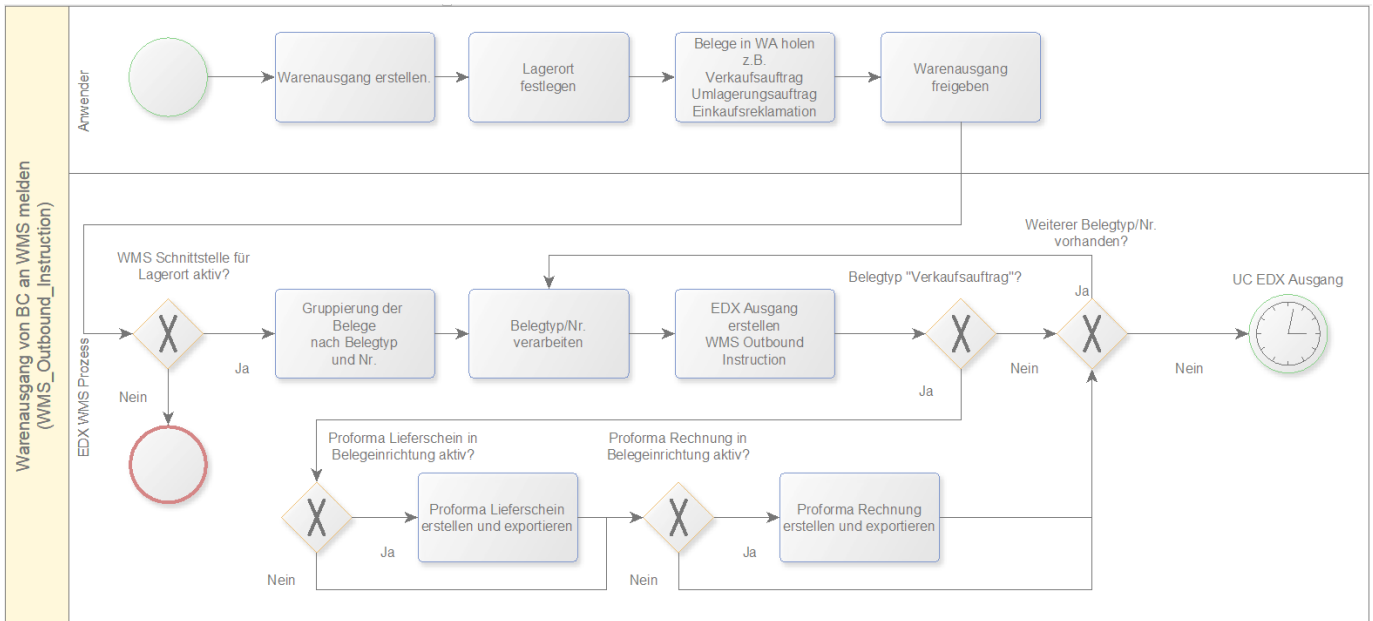 Warenausgang von BC an WMS melden
(WMS_Outbound_Instruction)
Anwender
Warenausgang erstellen.
Lagerort
festlegen
Belege in WA holen
z.B.
Verkaufsauftrag
Umlagerungsauftrag
Einkaufsreklamation
Warenausgang
freigeben
EDX WMS Prozess
WMS Schnittstelle für
Lagerort aktiv?
Ja
Nein
Gruppierung der
Belege
nach Belegtyp
und Nr.
Belegtyp/Nr.
verarbeiten
EDX Ausgang
erstellen
WMS Outbound
Instruction
Belegtyp "Verkaufsauftrag"?
Nein
Ja
Weiterer Belegtyp/Nr.
vorhanden?
Ja
Nein
UC EDX Ausgang
Proforma Lieferschein in
Belegeinrichtung aktiv?
Ja
Nein
Proforma Lieferschein
erstellen und exportieren
Proforma Rechnung in
Belegeinrichtung aktiv?
Ja
Nein
Proforma Rechnung
erstellen und exportieren